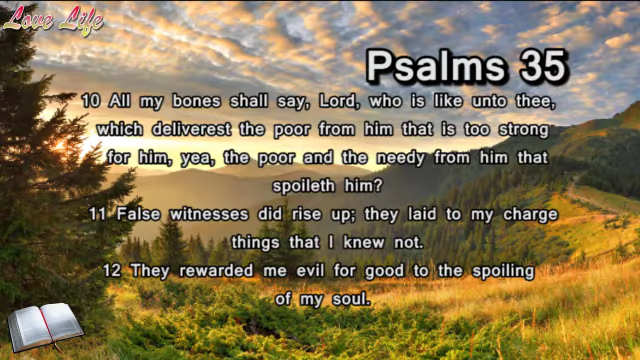 Love Life
Psalms 35
10 All my bones shall say, Lord, who is like unto thee,
which deliverest the poor from him that is too strong
for him, yea, the poor and the needy from him that
spoileth him?
11 False witnesses did rise up; they laid to my charge
things that I knew not.
12 They rewarded me evil for good to the spoiling
of my soul.